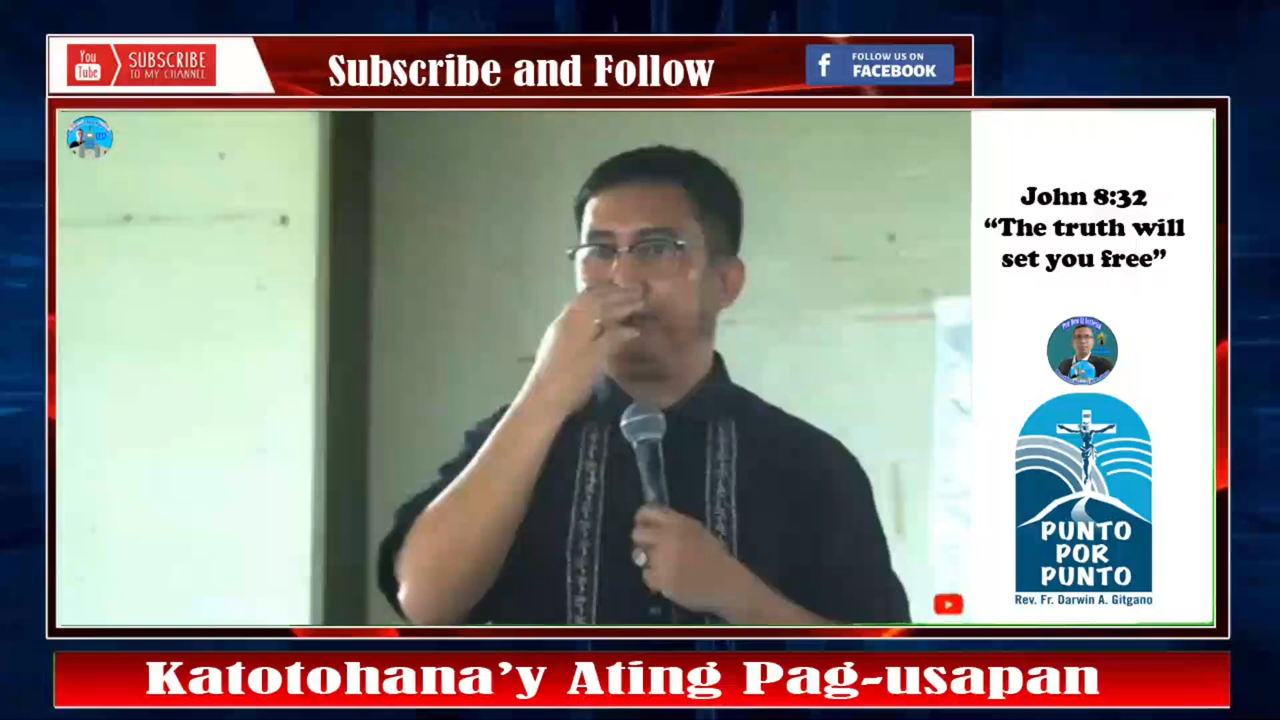 You
Tube
SUBSCRIBE
TO MY CHANNEL
Subscribe and Follow
f
FOLLOW US ON
FACEBOOK
John 8:32
“The truth will
set you free”
PUNTO
POR
PUNTO
Rev. Fr. Darwin A. Gitgano
Katotohana’y Ating Pag-usapan